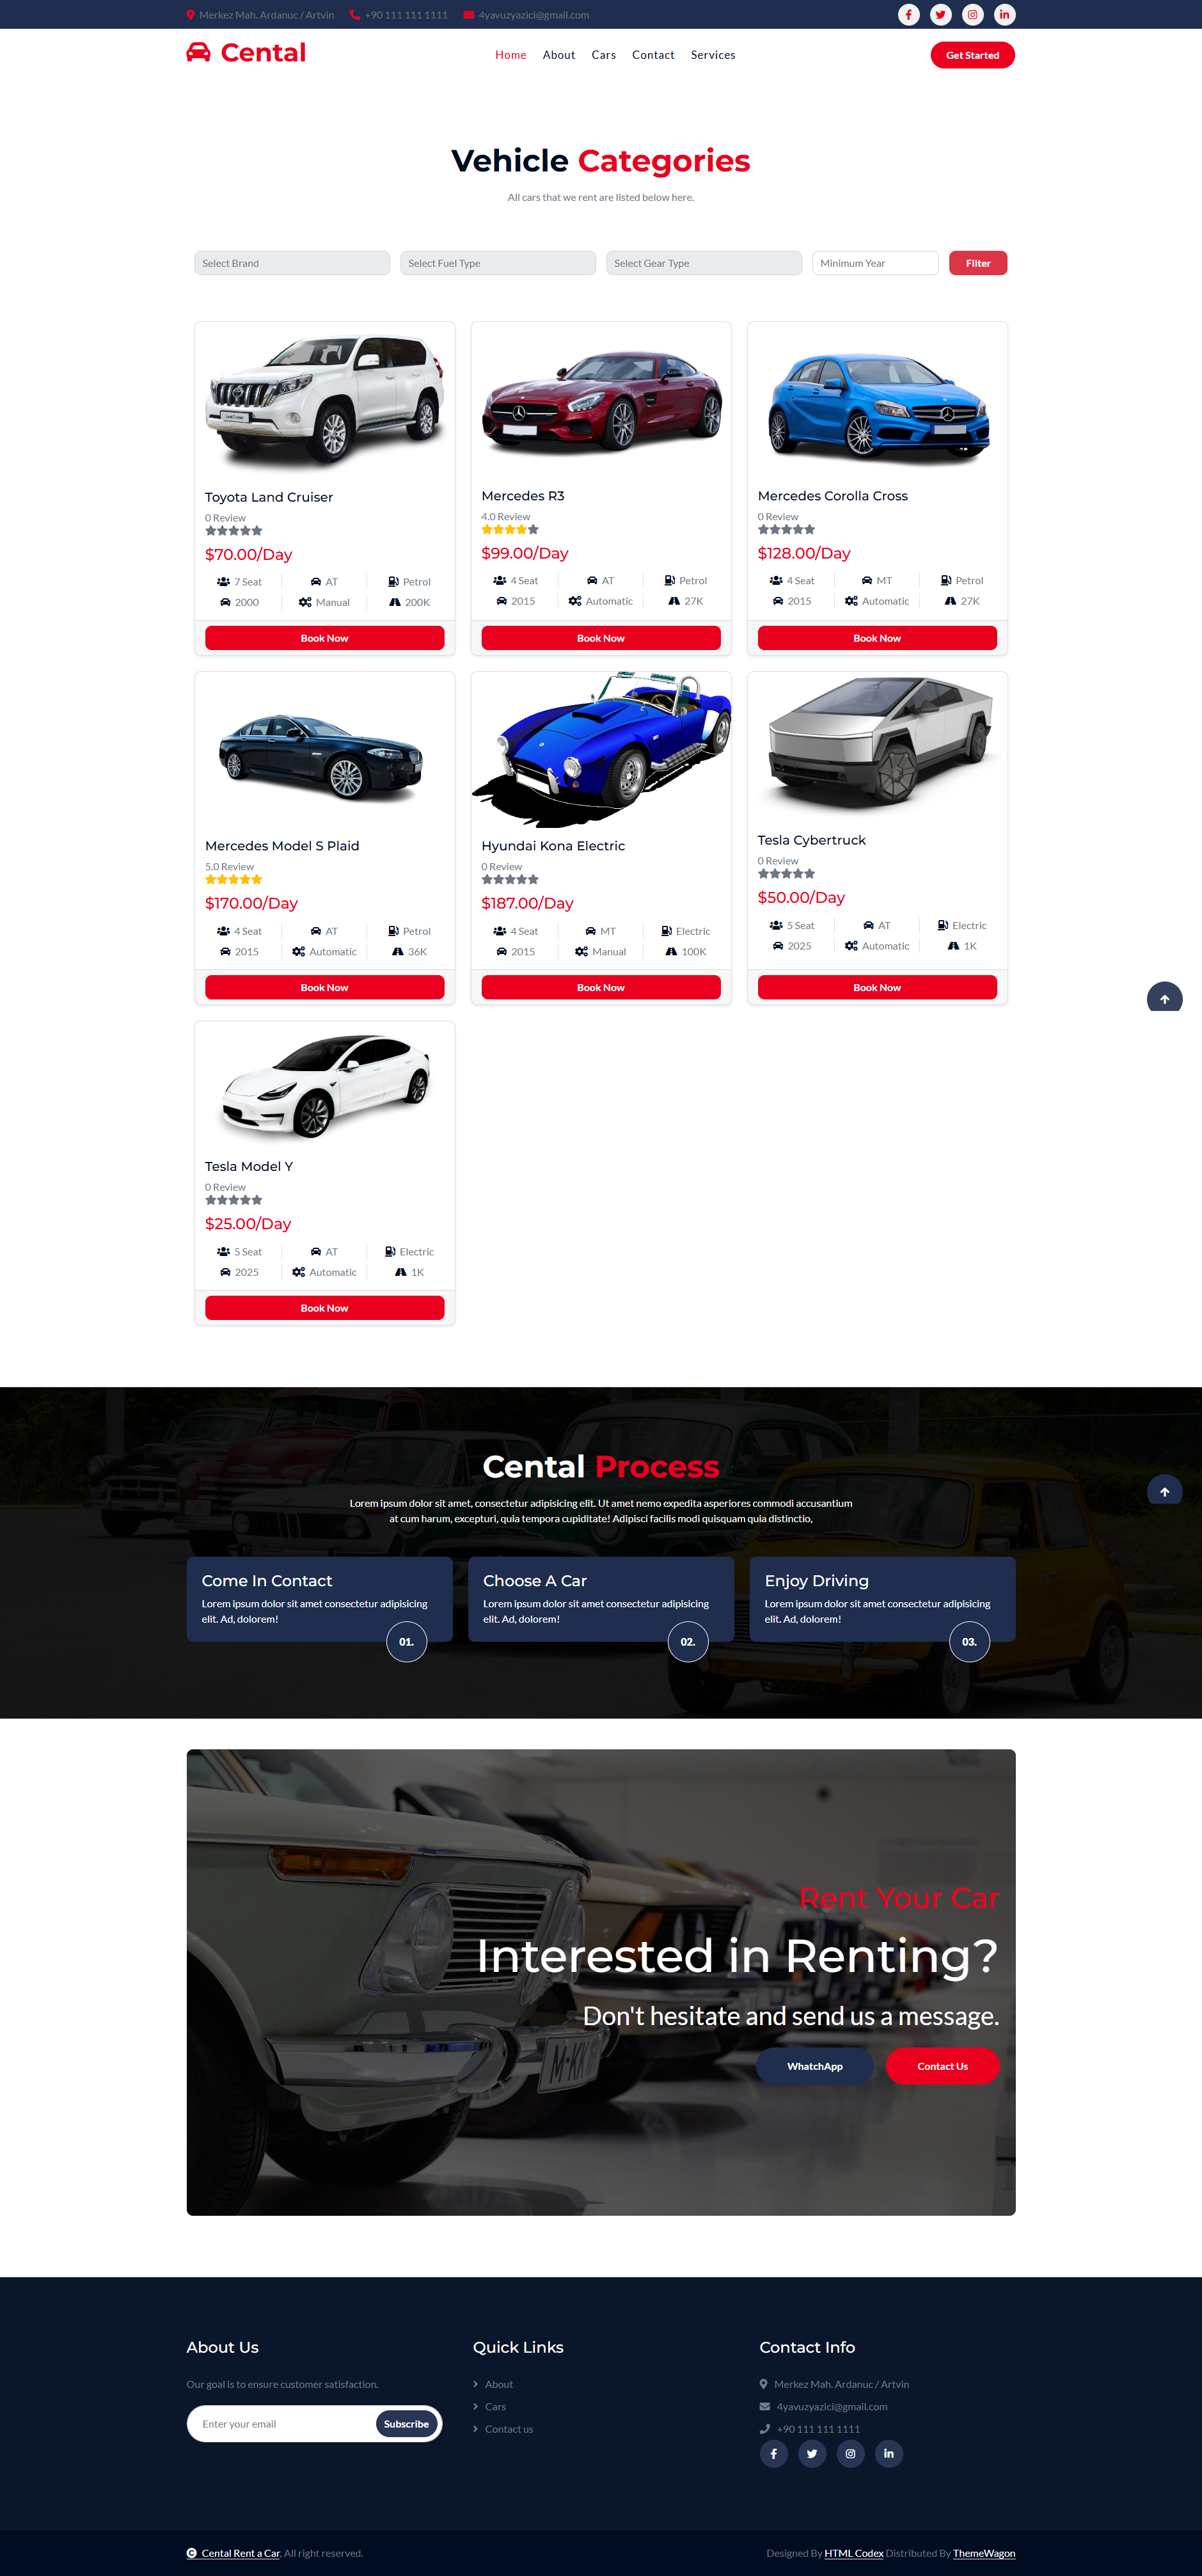 Merkez Mah. Ardanuc / Artvin +90 111 111 1111 4yavuzyazici@gmail.com
Cental Home About Cars Contact Services Get Started
Vehicle Categories
All cars that we rent are listed below here.
Select Brand Select Fuel Type Select Gear Type Minimum Year Filter
LandCruiser
Toyota Land Cruiser
0 Review
$70.00/Day
7 Seat AT Petrol
2000 Manual 200K
Book Now
Mercedes R3
4.0 Review
$99.00/Day
4 Seat AT Petrol
2015 Automatic 27K
Book Now
Mercedes Corolla Cross
0 Review
$128.00/Day
4 Seat MT Petrol
2015 Automatic 27K
Book Now
Mercedes Model S Plaid
5.0 Review
$170.00/Day
4 Seat AT Petrol
2015 Automatic 36K
Book Now
Hyundai Kona Electric
0 Review
$187.00/Day
4 Seat MT Electric
2015 Manual 100K
Book Now
Tesla Cybertruck
0 Review
$50.00/Day
5 Seat AT Electric
2025 Automatic 1K
Book Now
Tesla Model Y
0 Review
$25.00/Day
5 Seat AT Electric
2025 Automatic 1K
Book Now
Cental Process
Lorem ipsum dolor sit amet, consectetur adipisicing elit. Ut amet nemo expedita asperiores commodi accusantium
at cum harum, excepturi, quia tempora cupiditate! Adipisci facilis modi quisquam quia distinctio,
Come In Contact
Lorem ipsum dolor sit amet consectetur adipisicing
elit. Ad, dolorem!
01.
Choose A Car
Lorem ipsum dolor sit amet consectetur adipisicing
elit. Ad, dolorem!
02.
Enjoy Driving
Lorem ipsum dolor sit amet consectetur adipisicing
elit. Ad, dolorem!
03.
Rent Your Car
Interested in Renting?
Don't hesitate and send us a message.
WhatchApp Contact Us
About Us
Our goal is to ensure customer satisfaction.
Enter your email Subscribe
Quick Links
About
Cars
Contact us
Contact Info
Merkez Mah. Ardanuc / Artvin
4yavuzyazici@gmail.com
+90 111 111 1111
Cental Rent a Car, All right reserved.
Designed By HTML Codex Distributed By ThemeWagon